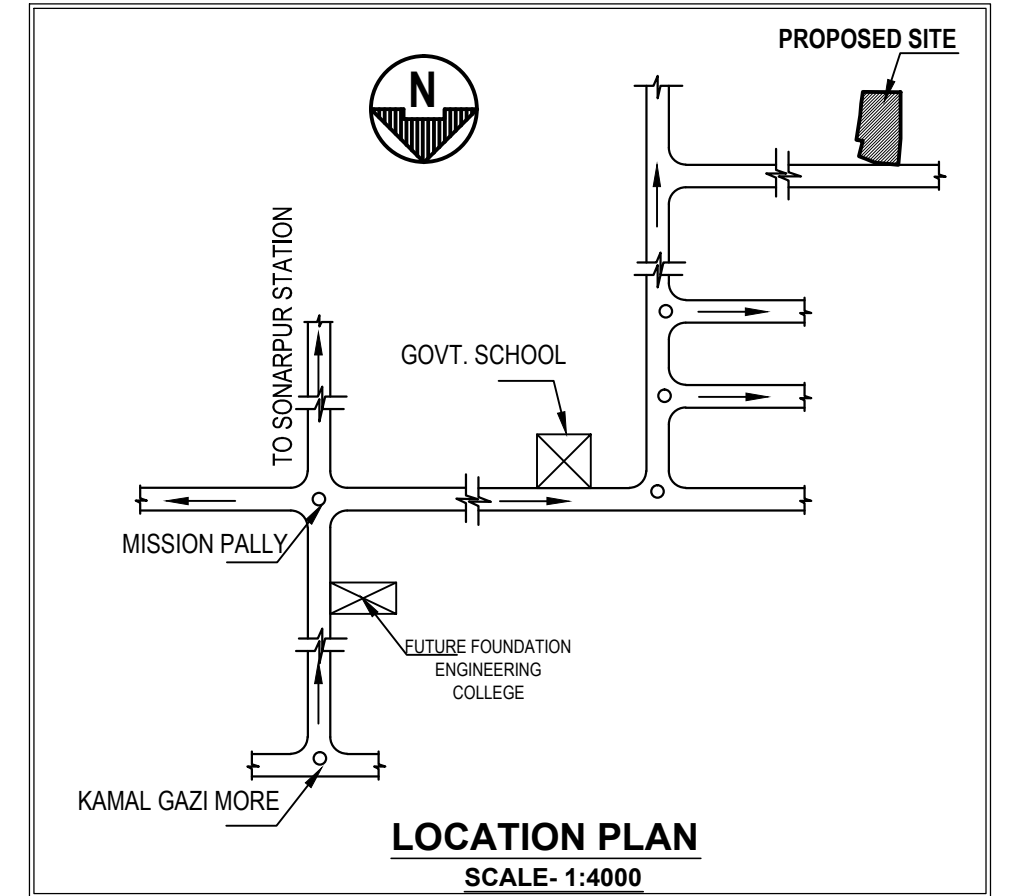 PROPOSED SITE
N
TO SONARPUR STATION
GOVT. SCHOOL
MISSION PALLY
FUTURE FOUNDATION
ENGINEERING
COLLEGE
KAMAL GAZI MORE
LOCATION PLAN
SCALE- 1:4000